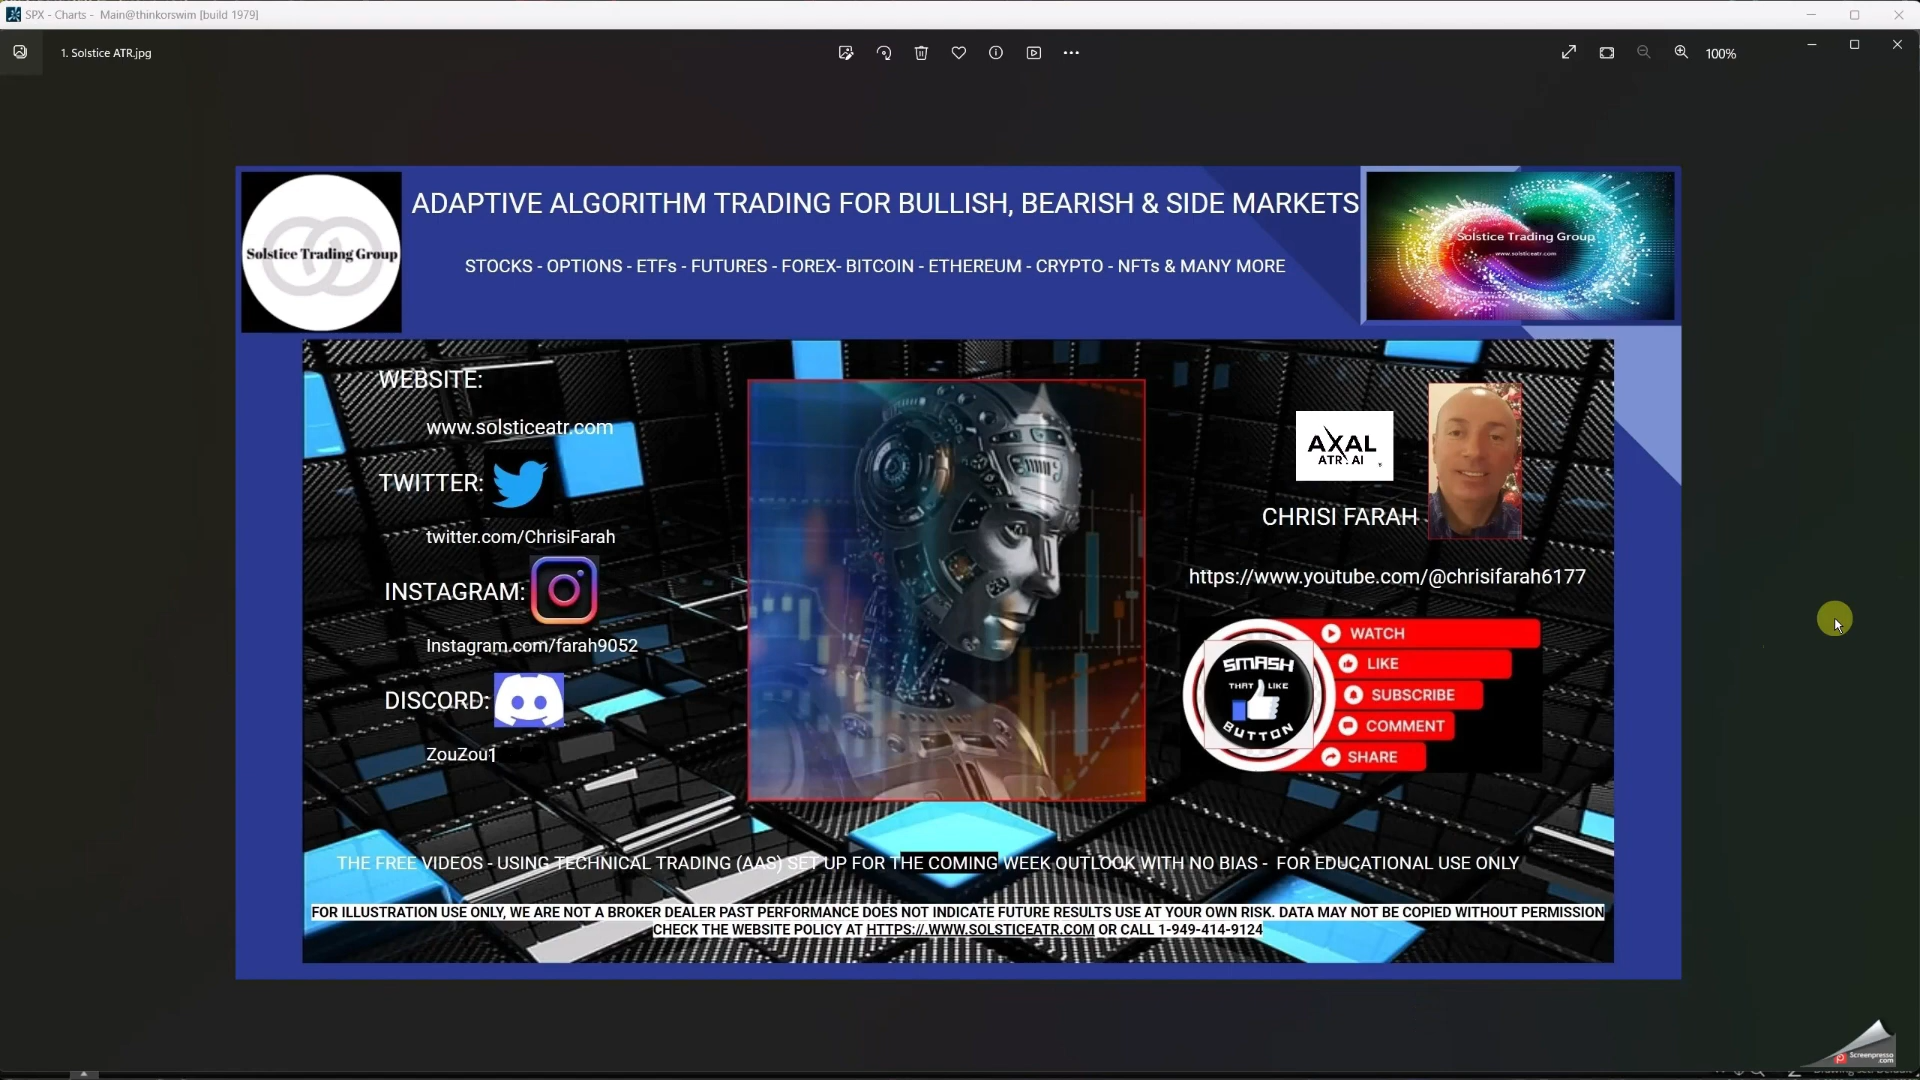 SPX - Charts - Main@thinkorswim [build 1979]
1. Solstice ATR.jpg
100%
Solstice Trading Group
ADAPTIVE ALGORITHM TRADING FOR BULLISH, BEARISH & SIDE MARKETS
STOCKS - OPTIONS - ETFs - FUTURES - FOREX- BITCOIN - ETHEREUM - CRYPTO - NFTs & MANY MORE
Solstice Trading Group
www.solsticeatr.com
WEBSITE:
www.solsticeatr.com
TWITTER:
twitter.com/ChrisiFarah
INSTAGRAM:
Instagram.com/farah9052
DISCORD:
ZouZou1
AXAL
ATR.AI
CHRISI FARAH
https://www.youtube.com/@chrisifarah6177
SMASH
THAT LIKE
BUTTON
WATCH
LIKE
SUBSCRIBE
COMMENT
SHARE
THE FREE VIDEOS - USING TECHNICAL TRADING (AAS) SET UP FOR THE COMING WEEK OUTLOOK WITH NO BIAS - FOR EDUCATIONAL USE ONLY
FOR ILLUSTRATION USE ONLY, WE ARE NOT A BROKER DEALER PAST PERFORMANCE DOES NOT INDICATE FUTURE RESULTS USE AT YOUR OWN RISK. DATA MAY NOT BE COPIED WITHOUT PERMISSION
CHECK THE WEBSITE POLICY AT HTTPS://.WWW.SOLSTICEATR.COM OR CALL 1-949-414-9124
Screenpresso
.com